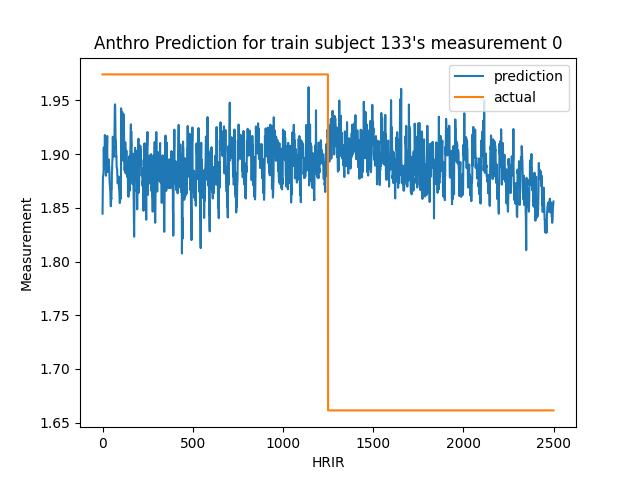 Anthro Prediction for train subject 133's measurement 0
prediction
actual
1.95
1.90
1.85
1.80
1.75
1.70
1.65
Measurement
0
500
1000
1500
2000
2500
HRIR